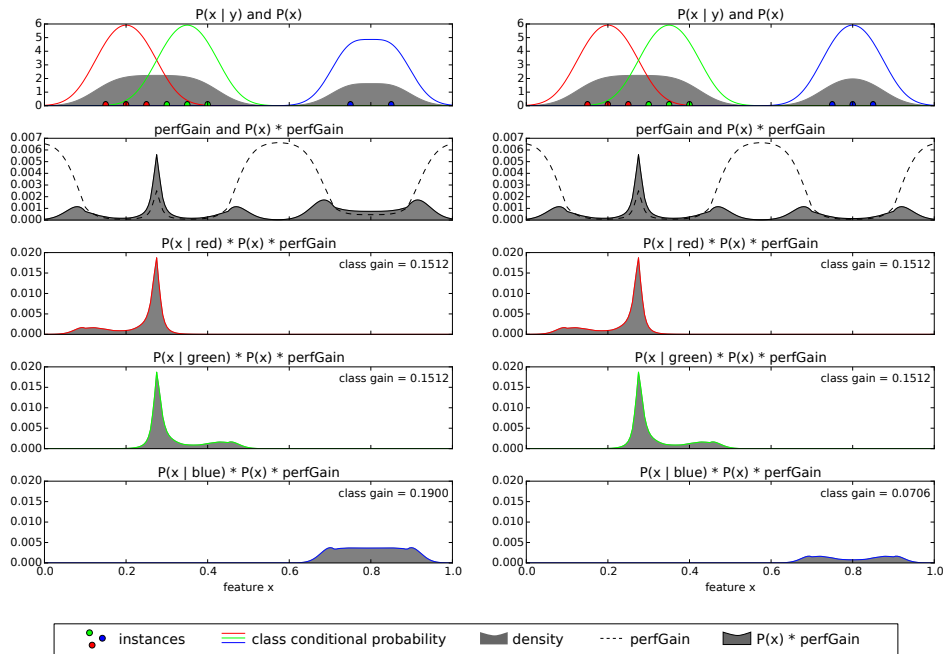 P(x | y) and P(x)
6
5
4
3
2
1
0
perfGain and P(x) * perfGain
0.007
0.006
0.005
0.004
0.003
0.002
0.001
0.000
P(x | red) * P(x) * perfGain
0.020
0.015
0.010
0.005
0.000
class gain = 0.1512
P(x | green) * P(x) * perfGain
0.020
0.015
0.010
0.005
0.000
class gain = 0.1512
P(x | blue) * P(x) * perfGain
0.020
0.015
0.010
0.005
0.000
class gain = 0.1900
0.0 0.2 0.4 0.6 0.8 1.0
feature x
P(x | y) and P(x)
6
5
4
3
2
1
0
perfGain and P(x) * perfGain
0.007
0.006
0.005
0.004
0.003
0.002
0.001
0.000
P(x | red) * P(x) * perfGain
0.020
0.015
0.010
0.005
0.000
class gain = 0.1512
P(x | green) * P(x) * perfGain
0.020
0.015
0.010
0.005
0.000
class gain = 0.1512
P(x | blue) * P(x) * perfGain
0.020
0.015
0.010
0.005
0.000
class gain = 0.0706
0.0 0.2 0.4 0.6 0.8 1.0
feature x
instances class conditional probability density perfGain P(x) * perfGain